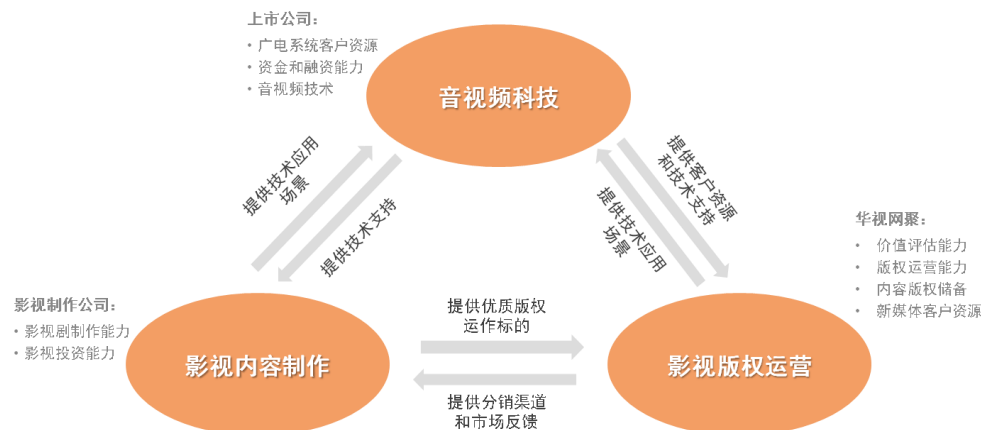 上市公司：
• 广电系统客户资源
• 资金和融资能力
• 音视频技术
音视频科技
提供技术应用
场景
提供技术支持
提供客户资源
和技术支持
提供技术应用
场景
华视网聚：
• 价值评估能力
• 版权运营能力
• 内容版权储备
• 新媒体客户资源
影视制作公司：
• 影视剧制作能力
• 影视投资能力
影视内容制作
提供优质版权
运作标的
提供分销渠道
和市场反馈
影视版权运营